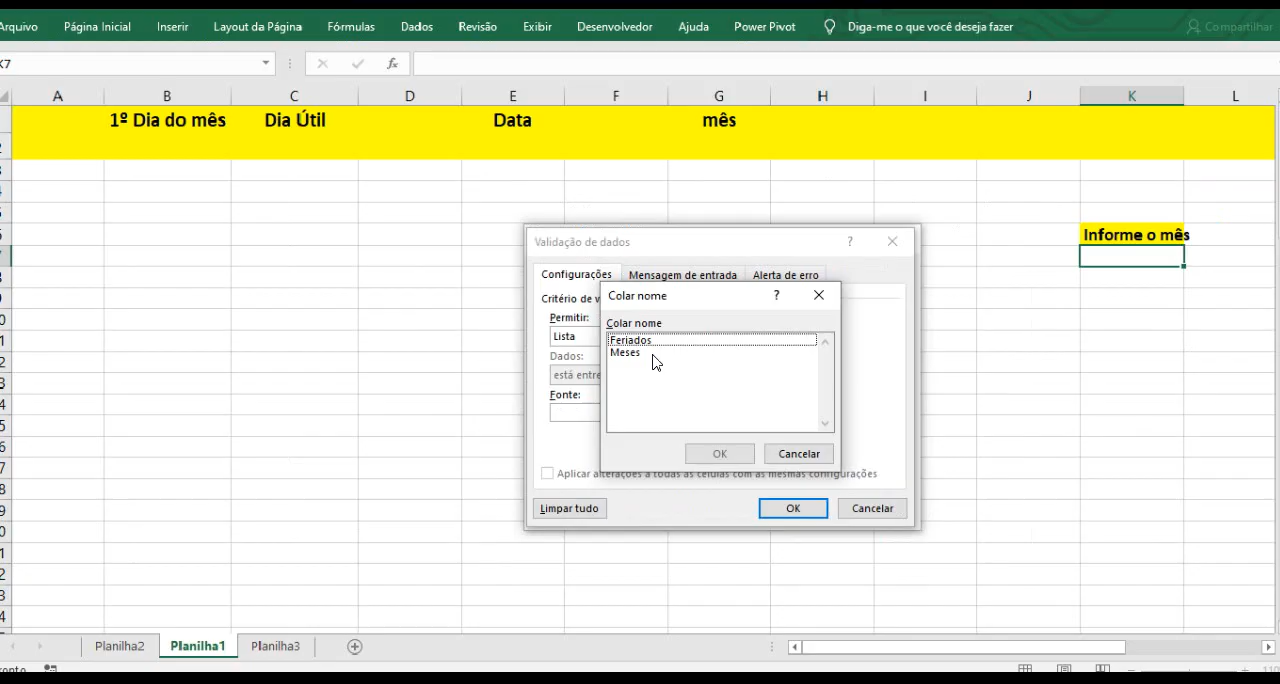 Arquivo Página Inicial Inserir Layout da Página Fórmulas Dados Revisão Exibir Desenvolvedor Ajuda Power Pivot Diga-me o que você deseja fazer Compartilhar
K7 fx
A B C D E F G H I J K L
1º Dia do mês Dia Útil Data mês
Informe o mês
Validação de dados ?
Configurações Mensagem de entrada Alerta de erro
Colar nome ?
Critério de v
Permitir:
Colar nome
Lista
Feriados
Meses
Dados:
está entre
Fonte:
OK Cancelar
Aplicar alterações a todas as células com as mesmas configurações
Limpar tudo OK Cancelar
Planilha2 Planilha1 Planilha3